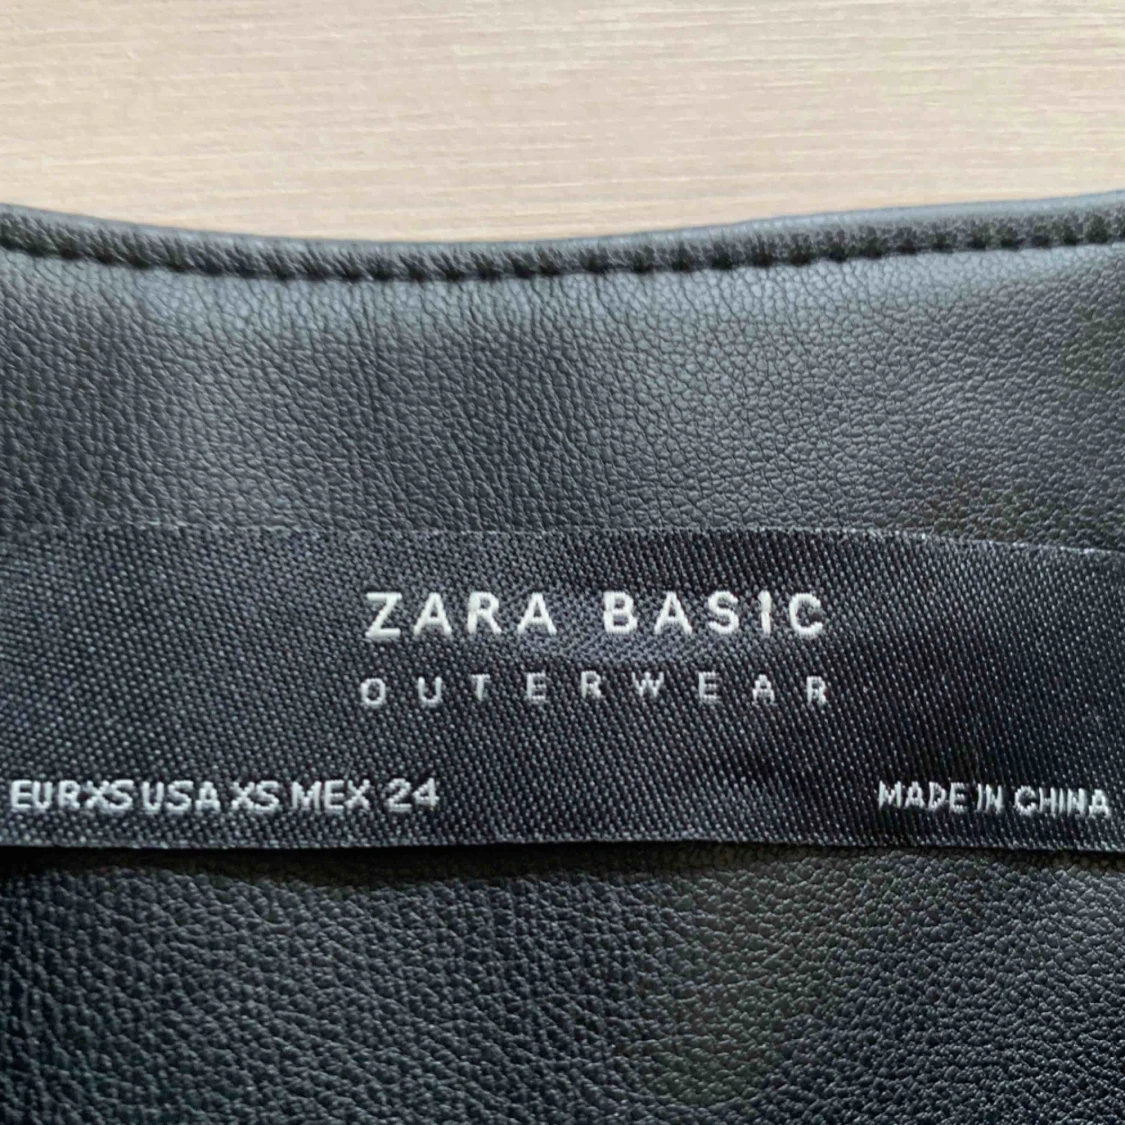 ZARA BASIC
OUTERWEAR
EUR XS USA XS MEX 24 MADE IN CHINA